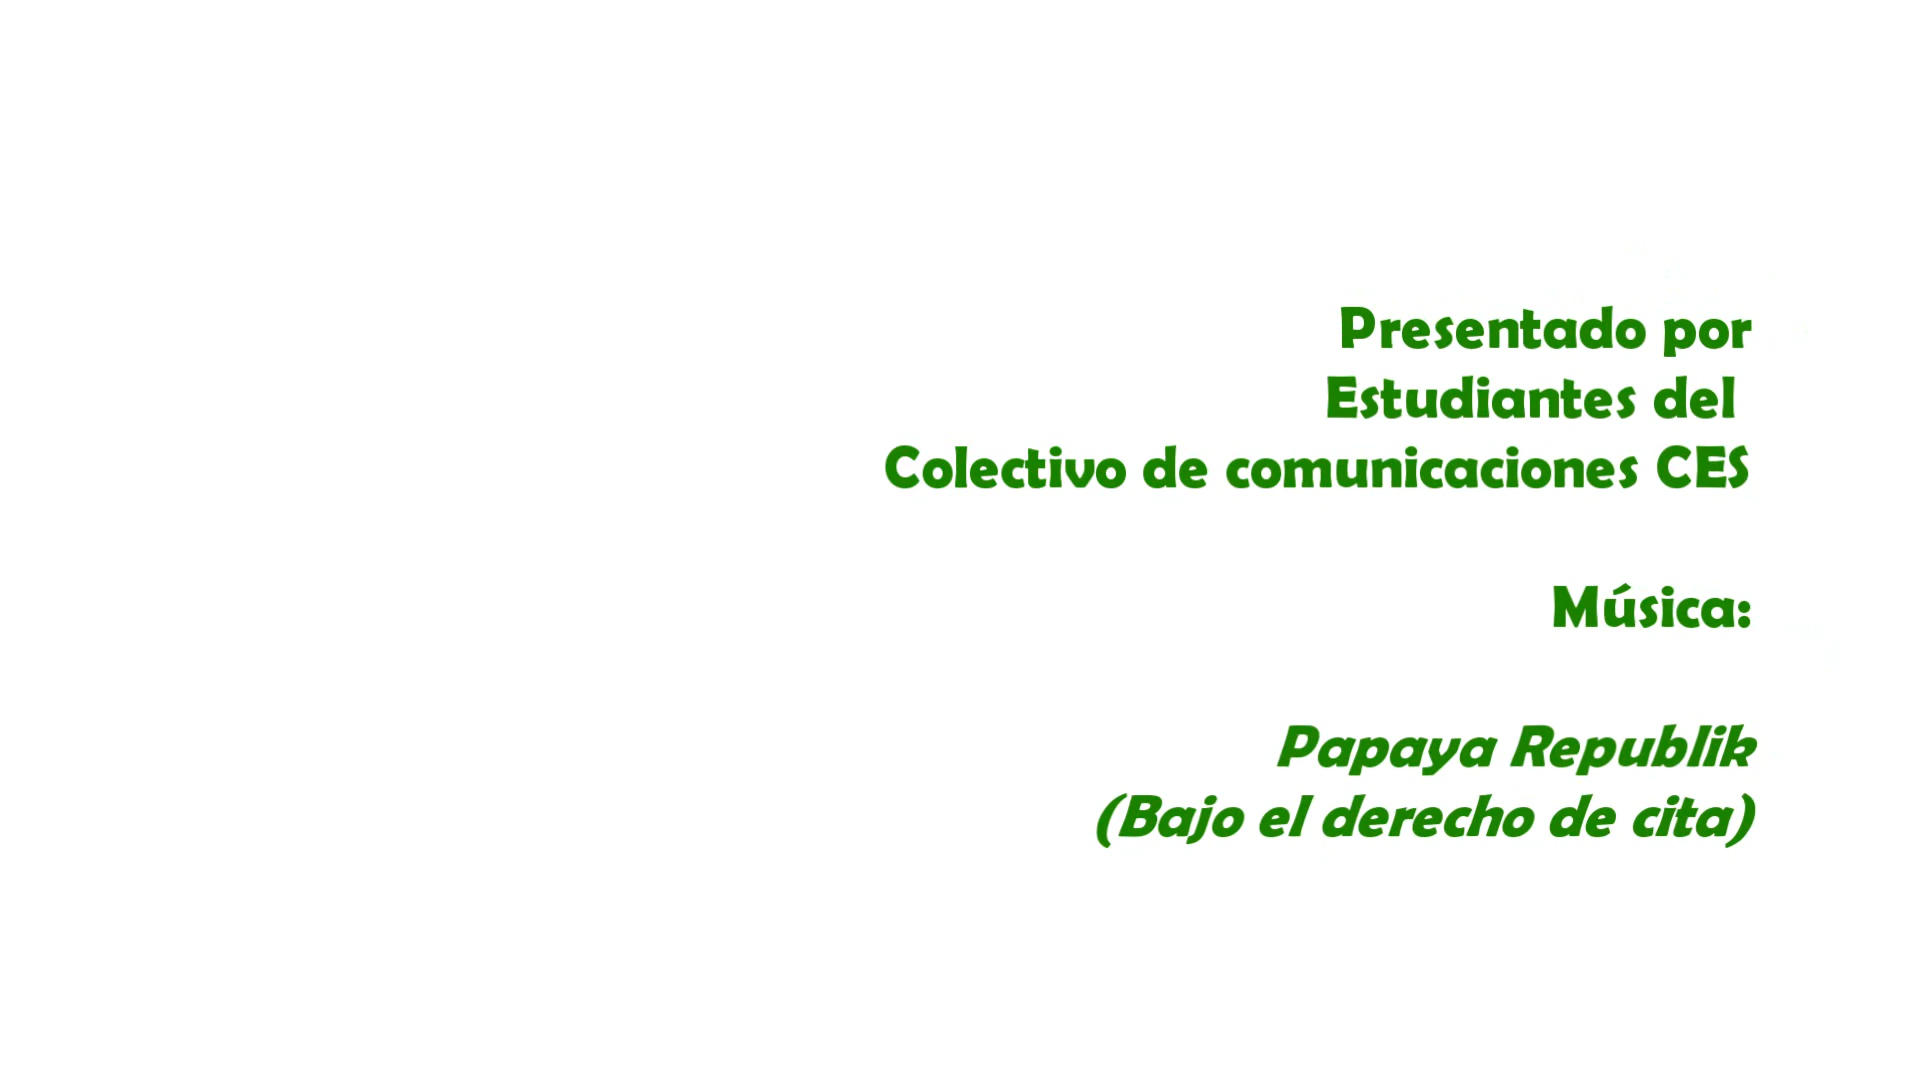 Presentado por
Estudiantes del
Colectivo de comunicaciones CES
Música:
Papaya Republik
(Bajo el derecho de cita)